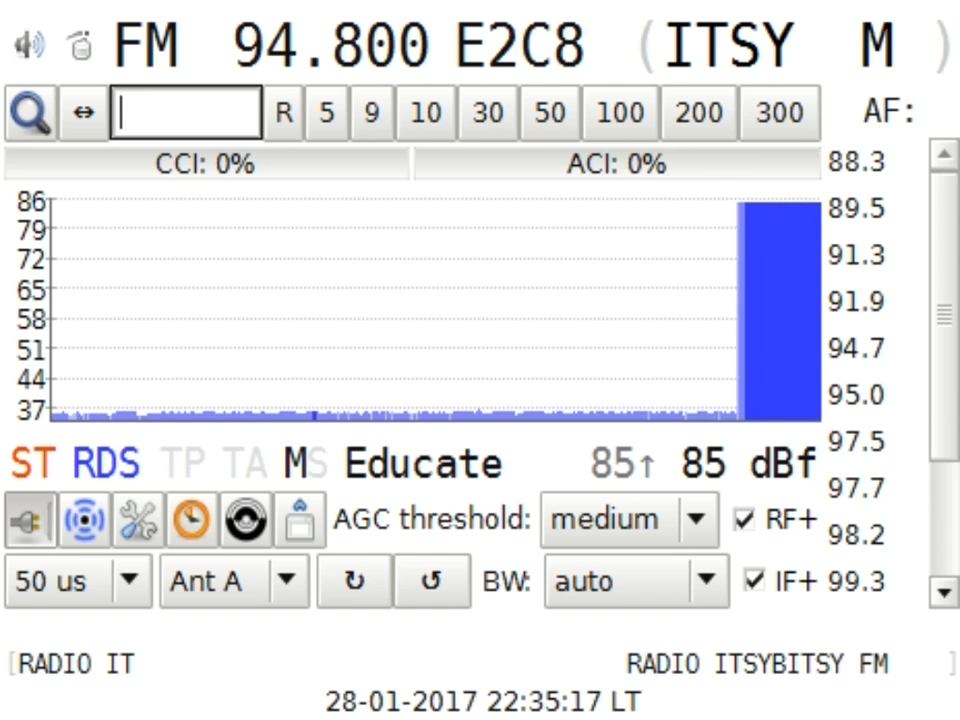 FM 94.800 E2C8 (ITSY M )
R 5 9 10 30 50 100 200 300 AF:
CCI: 0% ACI: 0% 88.3
86 89.5
79
72 91.3
65 91.9
58
51 94.7
44 95.0
37
97.5
ST RDS TP TA MS Educate 85↑ 85 dBf
97.7
AGC threshold: medium RF+
98.2
50 us Ant A ↻ ↺ BW: auto IF+ 99.3
[RADIO IT RADIO ITSYBITSY FM ]
28-01-2017 22:35:17 LT